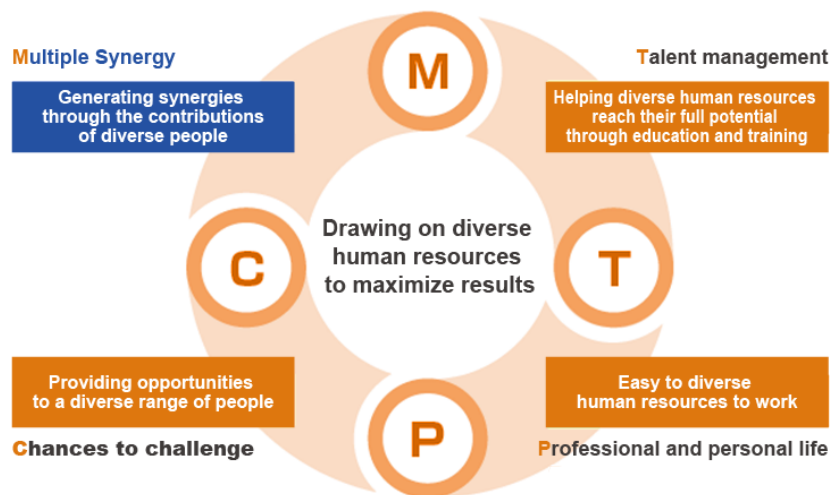 Multiple Synergy
Generating synergies
through the contributions
of diverse people
M
Talent management
Helping diverse human resources
reach their full potential
through education and training
C
Drawing on diverse
human resources
to maximize results
T
Providing opportunities
to a diverse range of people
Chances to challenge
P
Easy to diverse
human resources to work
Professional and personal life